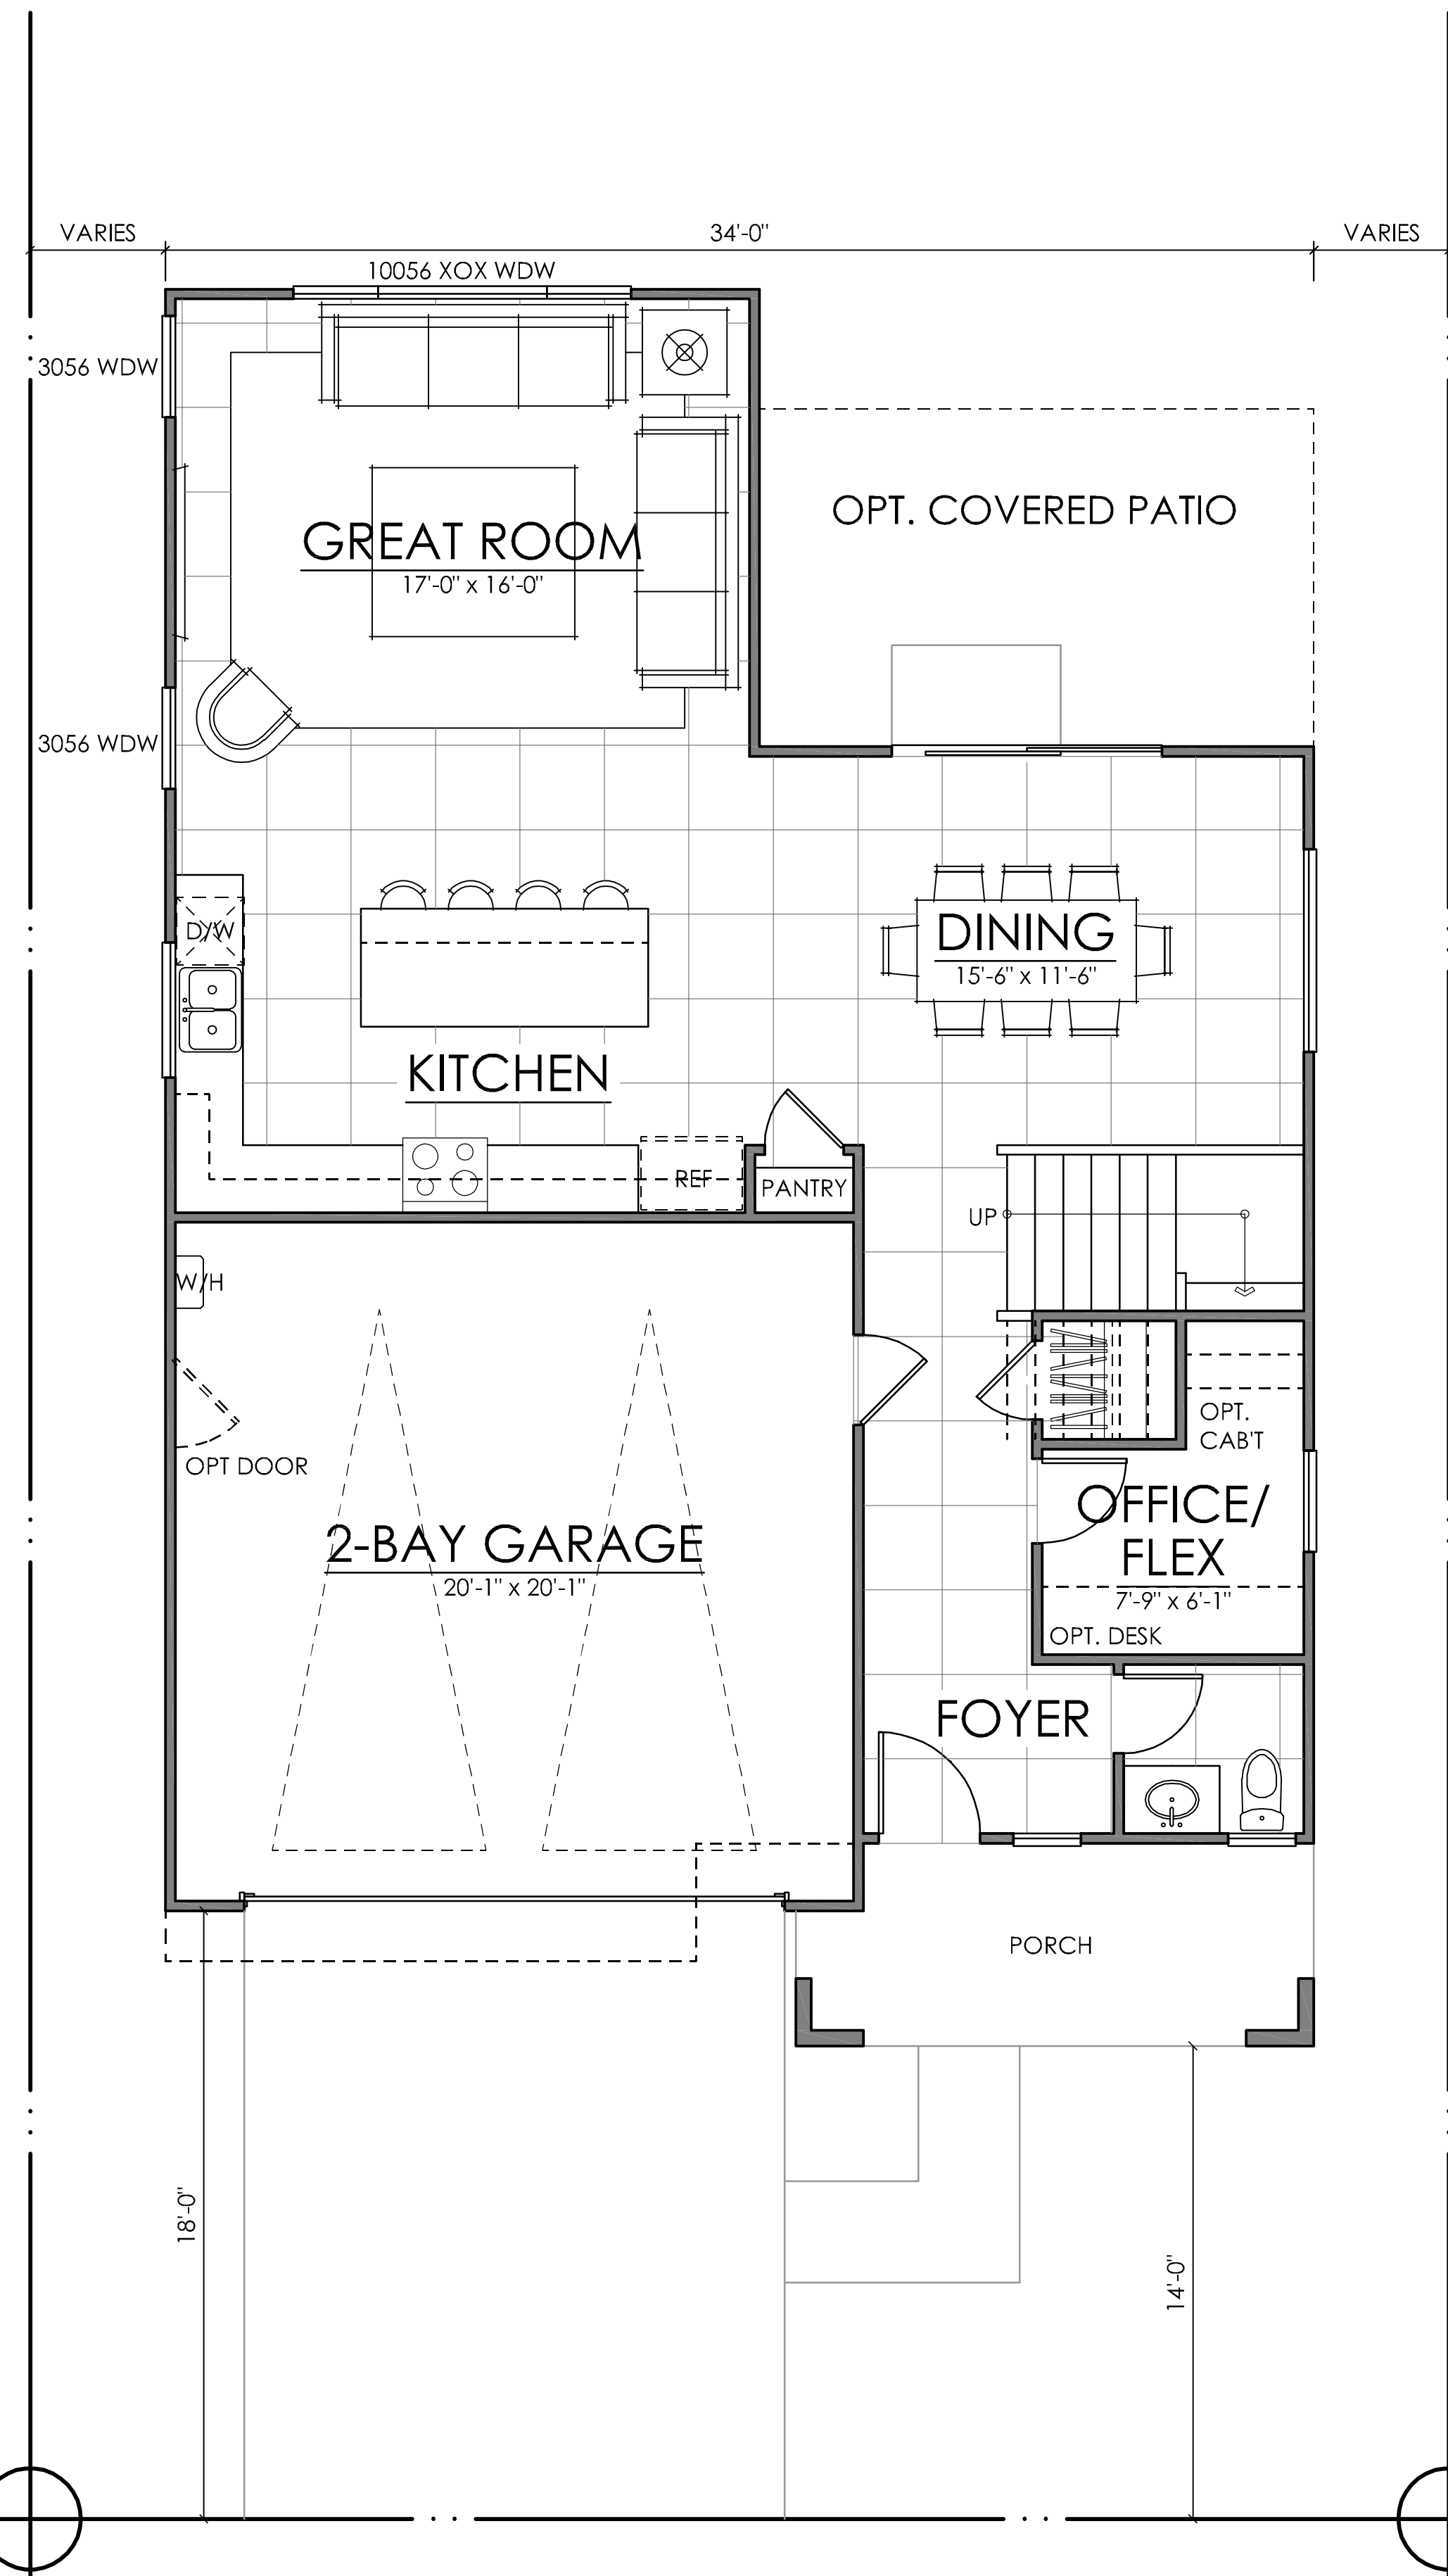 VARIES
34'-0"
VARIES
10056 XOX WDW
3056 WDW
OPT. COVERED PATIO
GREAT ROOM
17'-0" x 16'-0"
3056 WDW
D/W
DINING
15'-6" x 11'-6"
KITCHEN
REF
PANTRY
UP
W/H
OPT.
CAB'T
OPT DOOR
OFFICE/
FLEX
7'-9" x 6'-1"
OPT. DESK
2-BAY GARAGE
20'-1" x 20'-1"
FOYER
PORCH
18'-0"
14'-0"